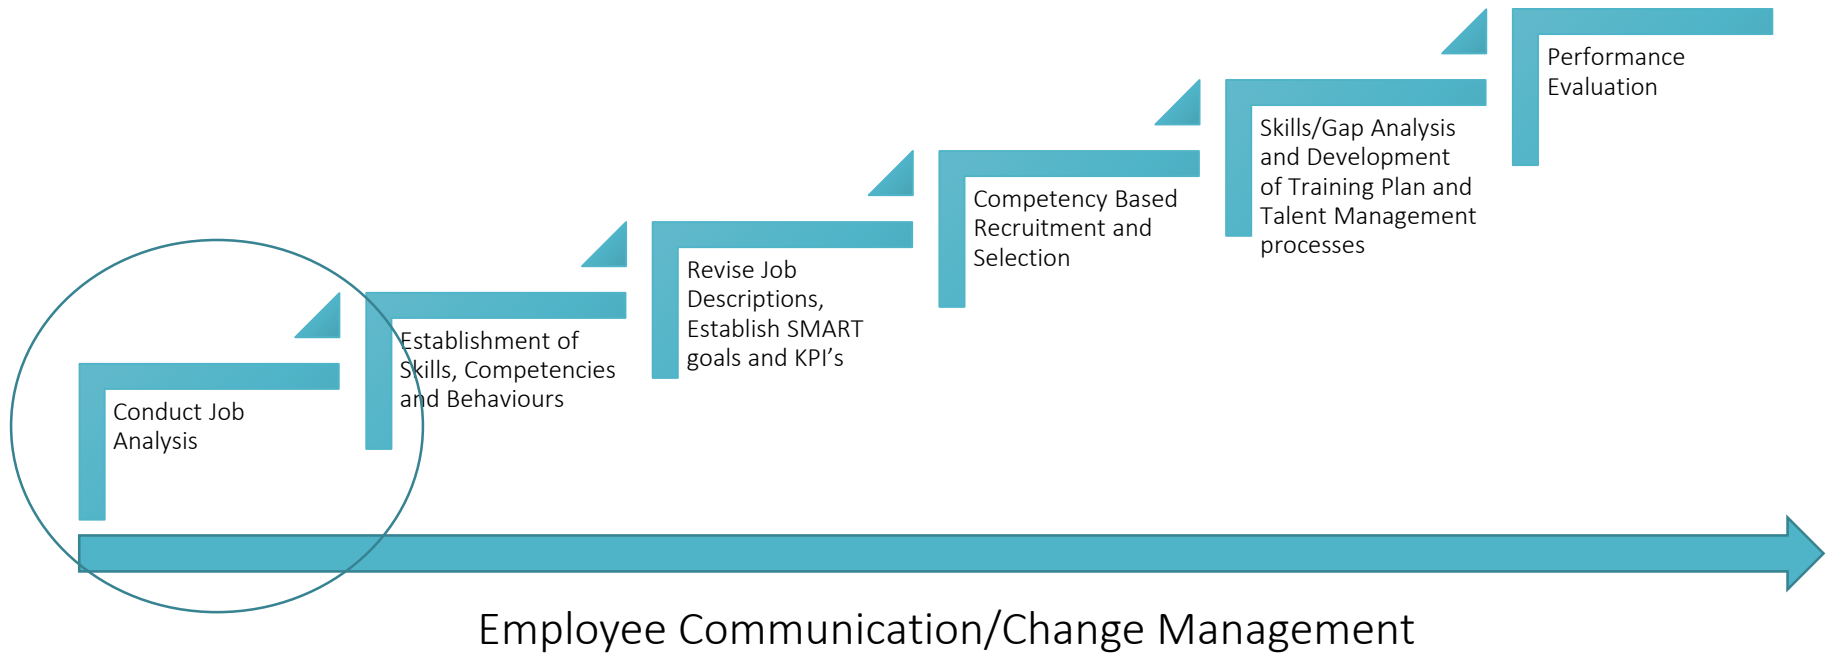 Conduct Job
Analysis
Establishment of
Skills, Competencies
and Behaviours
Revise Job
Descriptions,
Establish SMART
goals and KPI’s
Competency Based
Recruitment and
Selection
Skills/Gap Analysis
and Development
of Training Plan and
Talent Management
processes
Performance
Evaluation
Employee Communication/Change Management